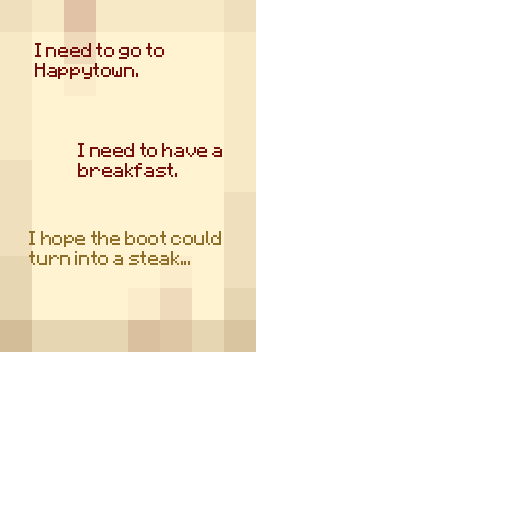 I need to go to
Happytown.
I need to have a
breakfast.
I hope the boot could
turn into a steak...